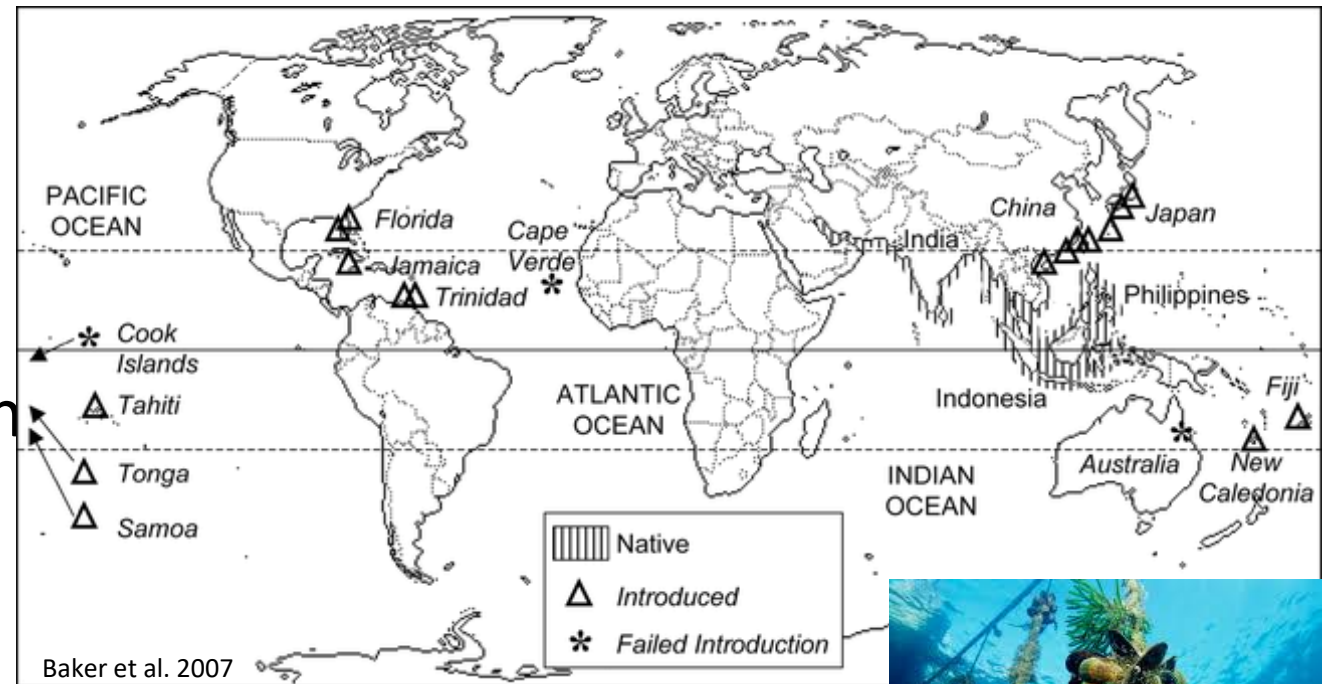 PACIFIC
OCEAN
Florida
Jamaica
Trinidad
Cape
Verde
China
Japan
India
Philippines
Cook
Islands
Tahiti
Tonga
Samoa
n
ATLANTIC
OCEAN
Indonesia
Fiji
Australia
New
Caledonia
INDIAN
OCEAN
Native
Introduced
Failed Introduction
Baker et al. 2007